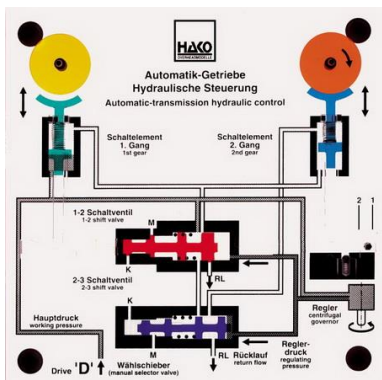 HAKO
Automatik-Getriebe
Hydraulische Steuerung
Automatic-transmission hydraulic control
Schaltelement
1. Gang
1st gear
Schaltelement
2. Gang
2nd gear
2 1
1-2 Schaltventil
1-2 shift valve
M
K
RL
2-3 Schaltventil
2-3 shift valve
K
M
RL
Hauptdruck
working pressure
Drive 'D'
Wählschieber
(manual selector valve)
Rücklauf
return flow
Regler-
druck
regulating
pressure
Regler
centrifugal
governor